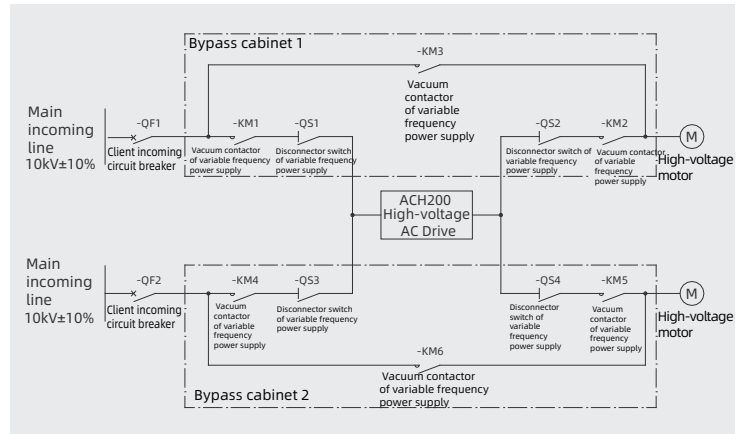 Bypass cabinet 1
-KM3
Vacuum
contactor
of variable
frequency
power supply
Main
incoming
line
10kV±10%
-QF1
Client incoming
circuit breaker
-KM1
Vacuum contactor
of variable frequency
power supply
-QS1
Disconnector switch
of variable frequency
power supply
-QS2
Disconnector switch of
variable frequency
power supply
-KM2
Vacuum contactor
of variable
frequency
power supply
M
High-voltage
motor
ACH200
High-voltage
AC Drive
Main
incoming
line
10kV±10%
-QF2
Client incoming
circuit breaker
-KM4
Vacuum
contactor
of variable
frequency
power supply
-QS3
Disconnector switch
of variable frequency
power supply
-QS4
Disconnector
switch of
variable
frequency
power supply
-KM5
Vacuum
contactor
of variable
frequency
power supply
M
High-voltage
motor
-KM6
Vacuum contactor
of variable frequency
power supply
Bypass cabinet 2